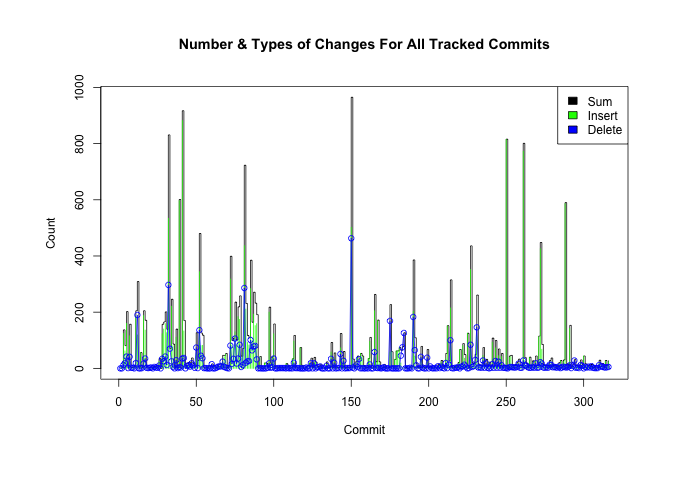 Number & Types of Changes For All Tracked Commits
Sum
Insert
Delete
Count
1000
800
600
400
200
0
0 50 100 150 200 250 300
Commit